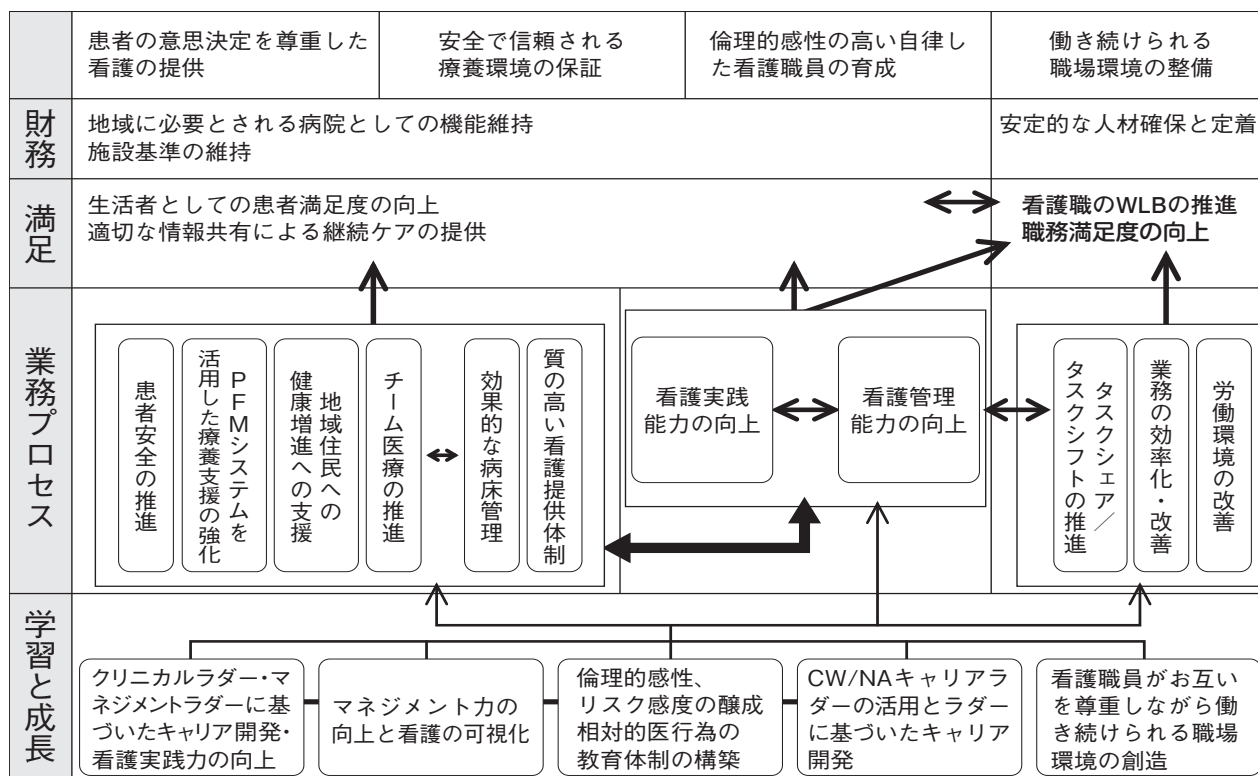 患者の意思決定を尊重した
看護の提供
安全で信頼される
療養環境の保証
倫理的感性の高い自律し
た看護職員の育成
働き続けられる
職場環境の整備
財務
地域に必要とされる病院としての機能維持
施設基準の維持
安定的な人材確保と定着
満足
生活者としての患者満足度の向上
適切な情報共有による継続ケアの提供
看護職のWLBの推進
職務満足度の向上
業務プロセス
患者安全の推進
PFMシステムを
活用した療養支援の強化
地域住民への
健康増進への支援
チーム医療の推進
効果的な病床管理
質の高い看護提供体制
看護実践
能力の向上
看護管理
能力の向上
タスクシェア／
タスクシフトの推進
業務の効率化・改善
労働環境の改善
学習と成長
クリニカルラダー・マ
ネジメントラダーに基
づいたキャリア開発・
看護実践力の向上
マネジメント力の
向上と看護の可視化
倫理的感性、
リスク感度の醸成
相対的医行為の
教育体制の構築
CW/NAキャリアラ
ダーの活用とラダー
に基づいたキャリア
開発
看護職員がお互い
を尊重しながら働
き続けられる職場
環境の創造